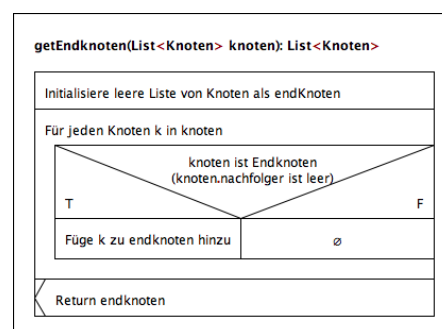 getEndknoten(List<Knoten> knoten): List<Knoten>
Initialisiere leere Liste von Knoten als endKnoten
Für jeden Knoten k in knoten
knoten ist Endknoten
(knoten.nachfolger ist leer)
T
F
Füge k zu endknoten hinzu
ø
Return endknoten